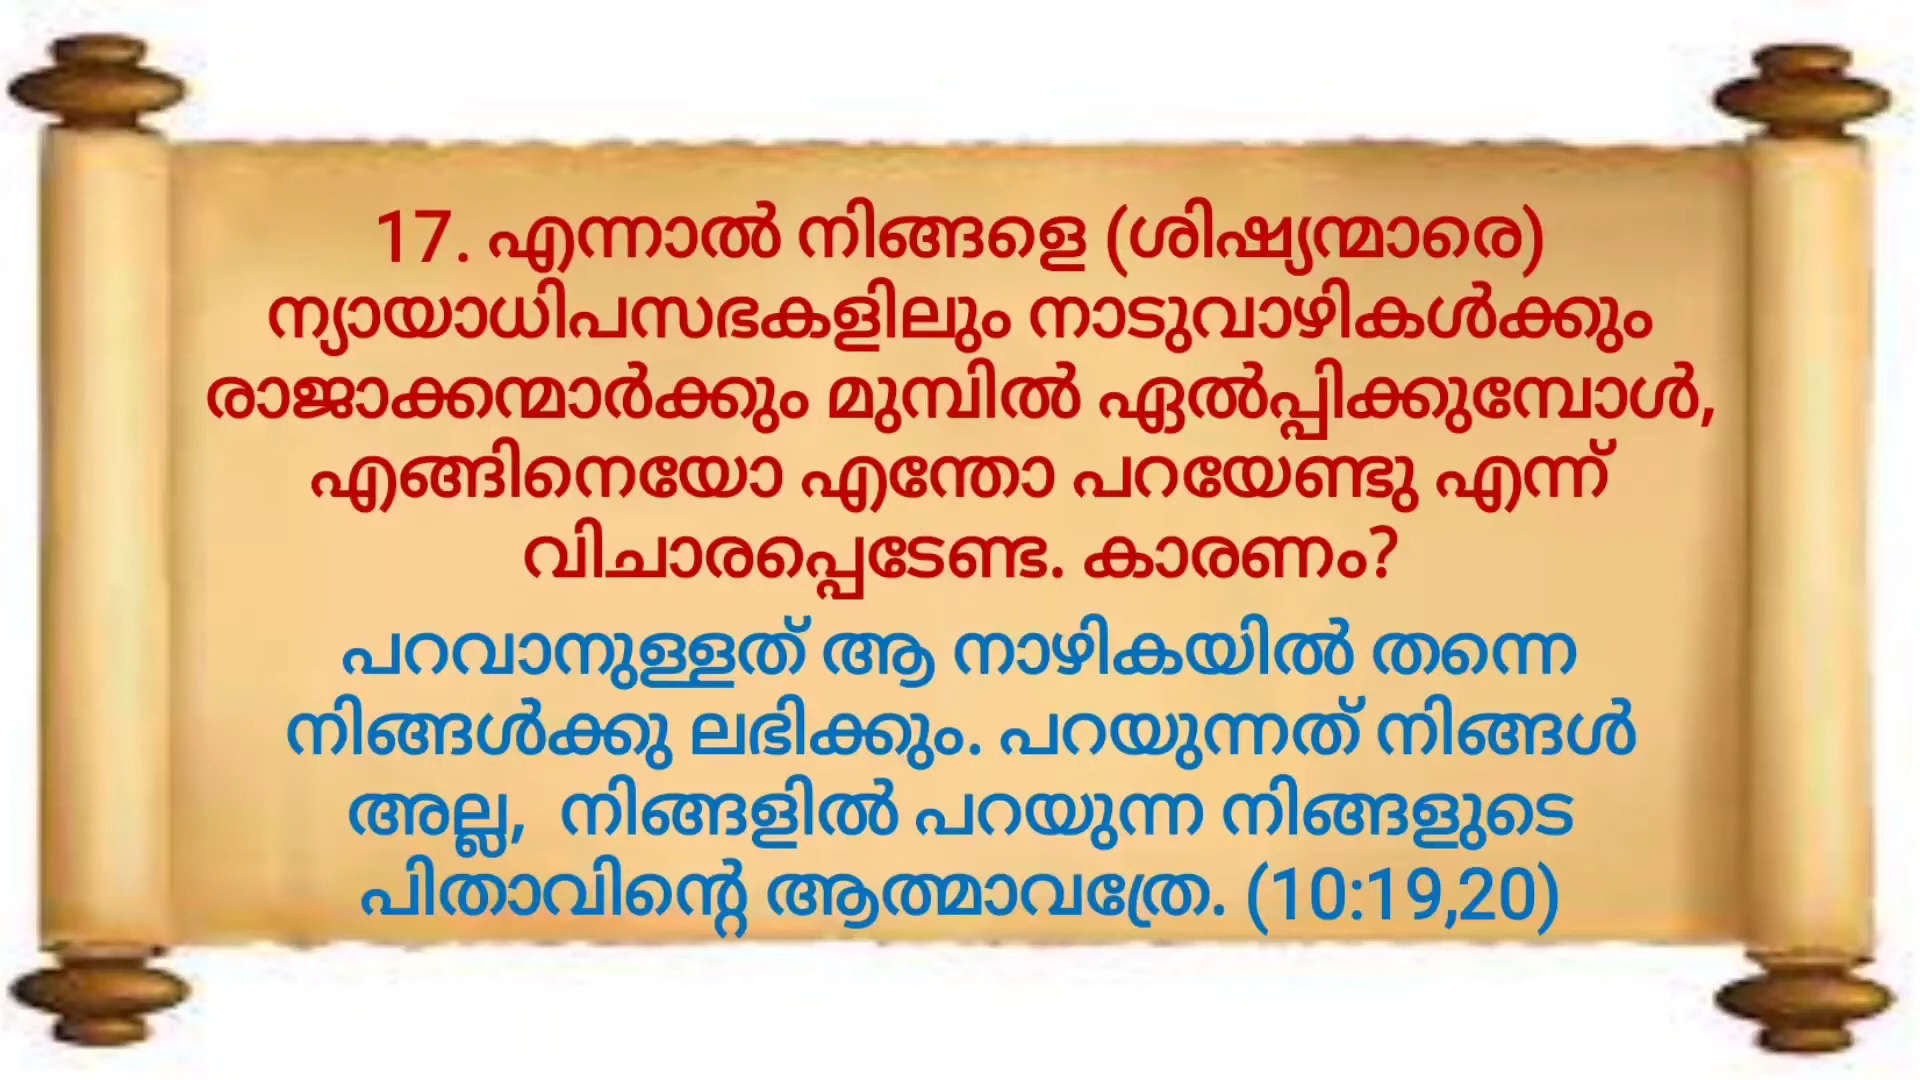 17. എന്നാൽ നിങ്ങളെ (ശിഷ്യന്മാരെ)
ന്യായാധിപസഭകളിലും നാടുവാഴികൾക്കും
രാജാക്കന്മാർക്കും മുമ്പിൽ ഏൽപ്പിക്കുമ്പോൾ,
എങ്ങിനെയോ എന്തോ പറയേണ്ടു എന്ന്
വിചാരപ്പെടേണ്ട. കാരണം?
പറവാനുള്ളത് ആ നാഴികയിൽ തന്നെ
നിങ്ങൾക്കു ലഭിക്കും. പറയുന്നത് നിങ്ങൾ
അല്ല, നിങ്ങളിൽ പറയുന്ന നിങ്ങളുടെ
പിതാവിന്റെ ആത്മാവത്രേ. (10:19,20)